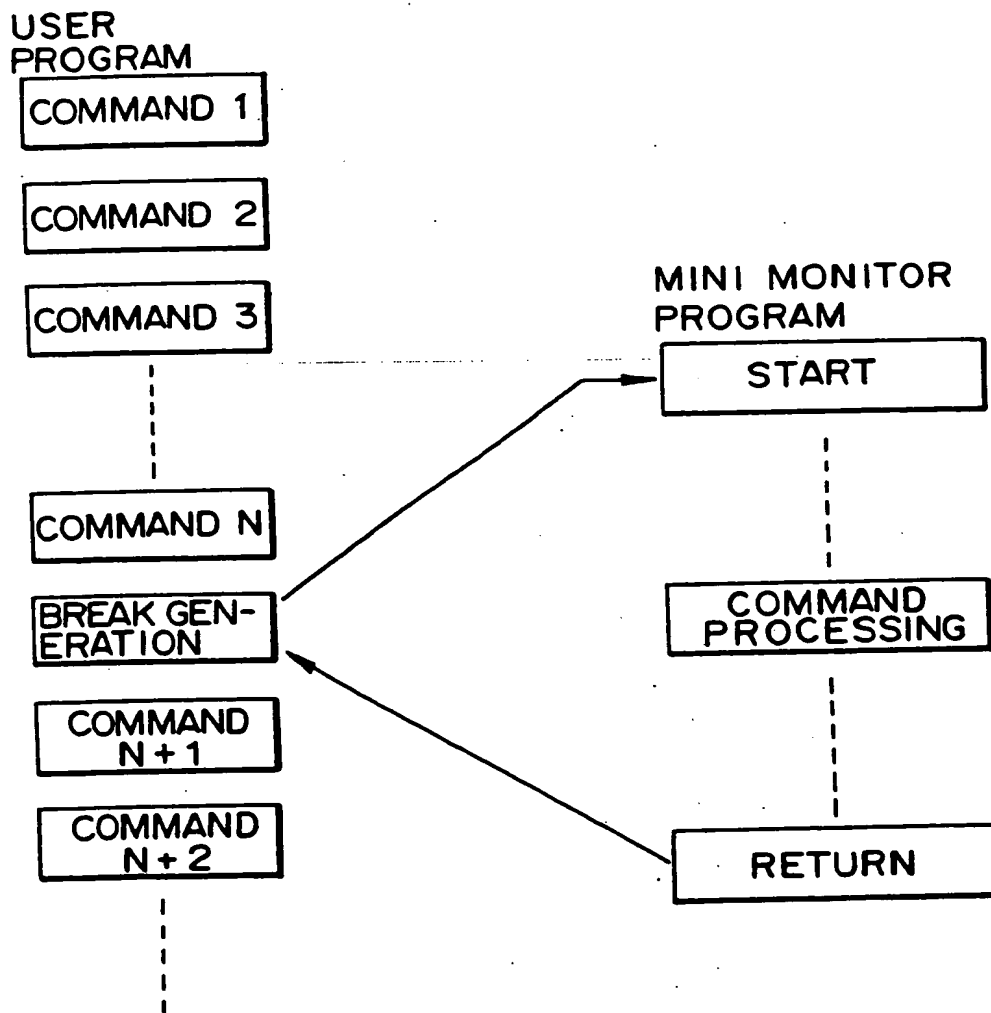 USER
PROGRAM
COMMAND 1
COMMAND 2
COMMAND 3
COMMAND N
BREAK GEN-
ERATION
COMMAND
N+1
COMMAND
N+2
MINI MONITOR
PROGRAM
START
COMMAND
PROCESSING
RETURN